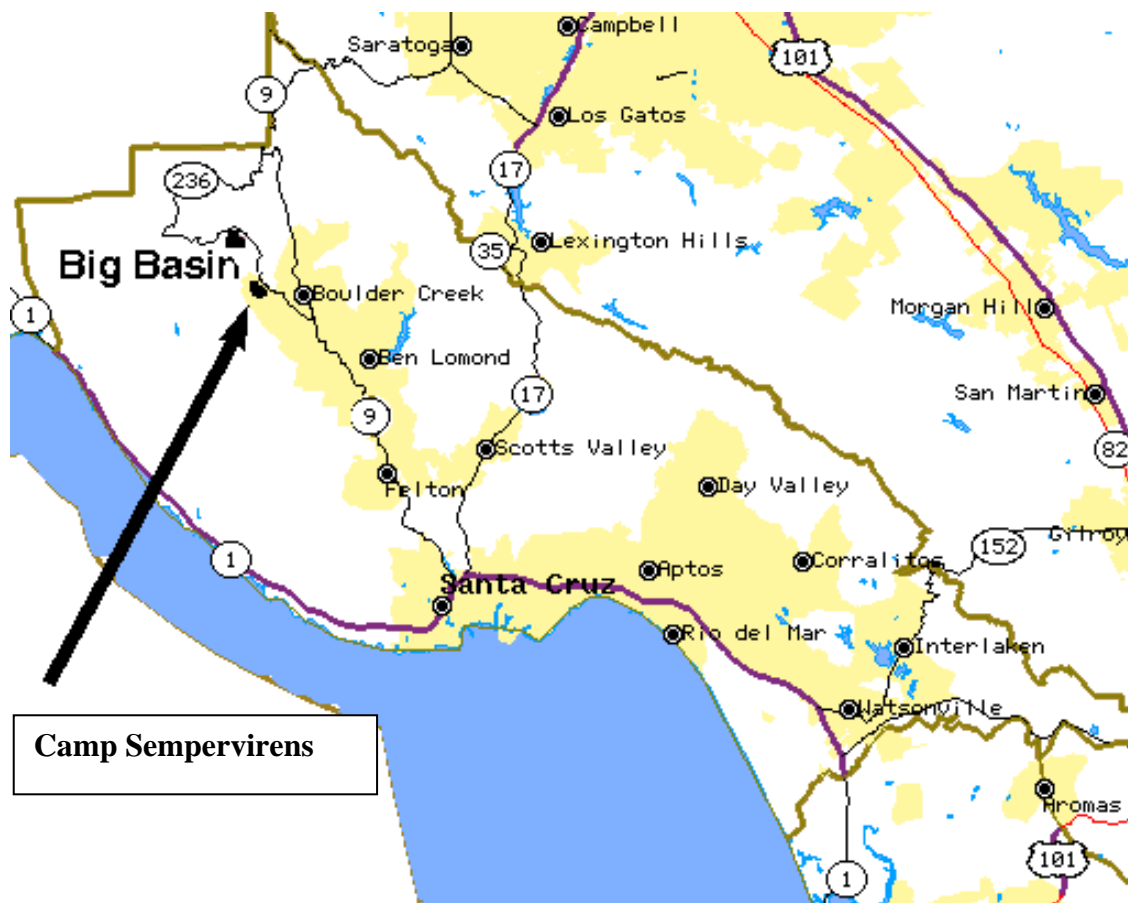 Campbell
Saratoga
101
9
Los Gatos
17
236
Lexington Hills
35
Big Basin
Boulder Creek
1
Morgan Hill
Ben Lomond
San Martin
17
9
82
Scotts Valley
Felton
Day Valley
152
Gilroy
1
Corralitos
Aptos
Santa Cruz
Rio del Mar
Interlaken
Watsonville
Camp Sempervirens
Aromas
101
1